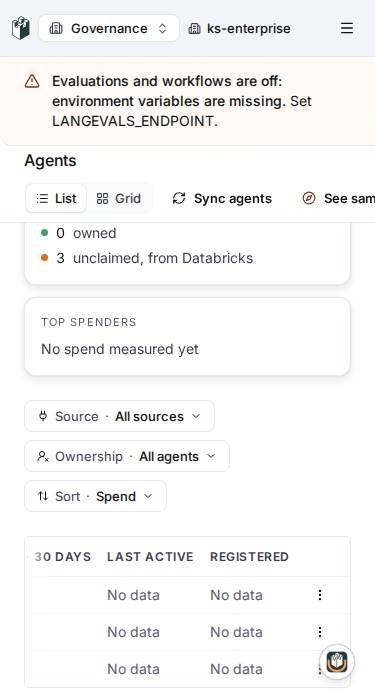 Governance
ks-enterprise
Evaluations and workflows are off:
environment variables are missing. Set
LANGEVALS_ENDPOINT.
Agents
List
Grid
Sync agents
See sam
0 owned
3 unclaimed, from Databricks
TOP SPENDERS
No spend measured yet
Source · All sources
Ownership · All agents
Sort · Spend
30 DAYS LAST ACTIVE REGISTERED
No data No data
No data No data
No data No data